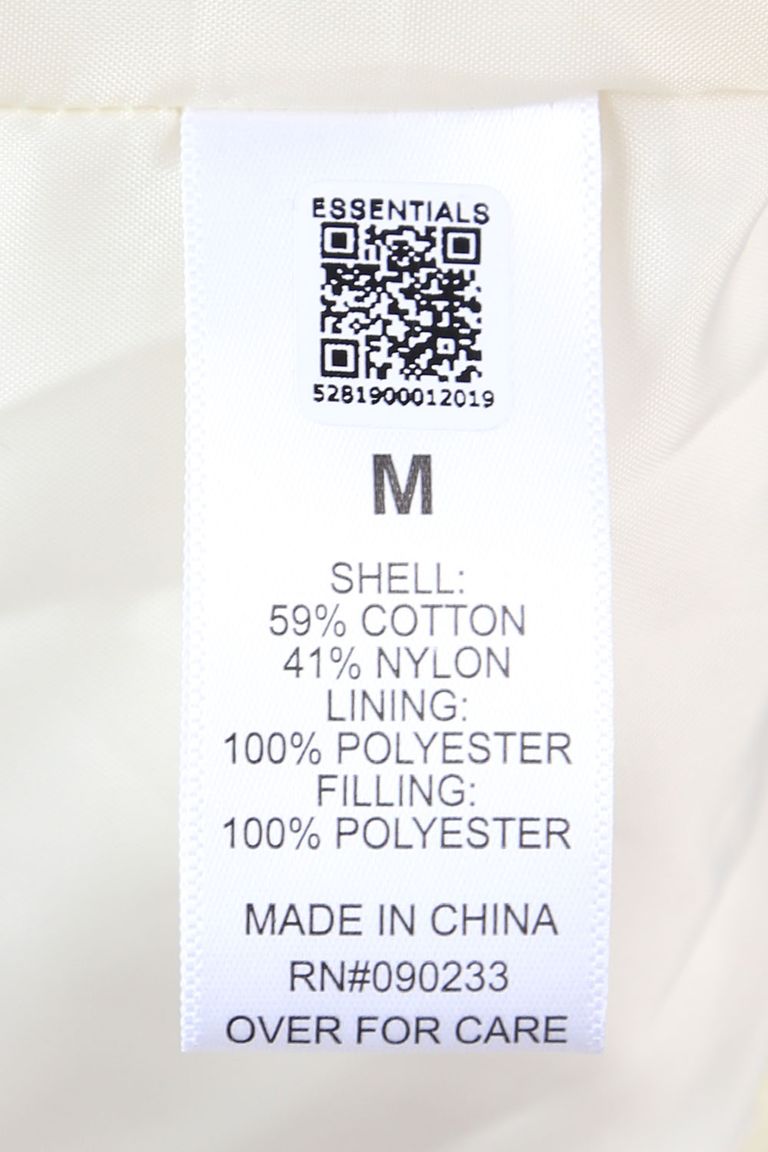 ESSENTIALS
5281900012019
M
SHELL:
59% COTTON
41% NYLON
LINING:
100% POLYESTER
FILLING:
100% POLYESTER
MADE IN CHINA
RN#090233
OVER FOR CARE